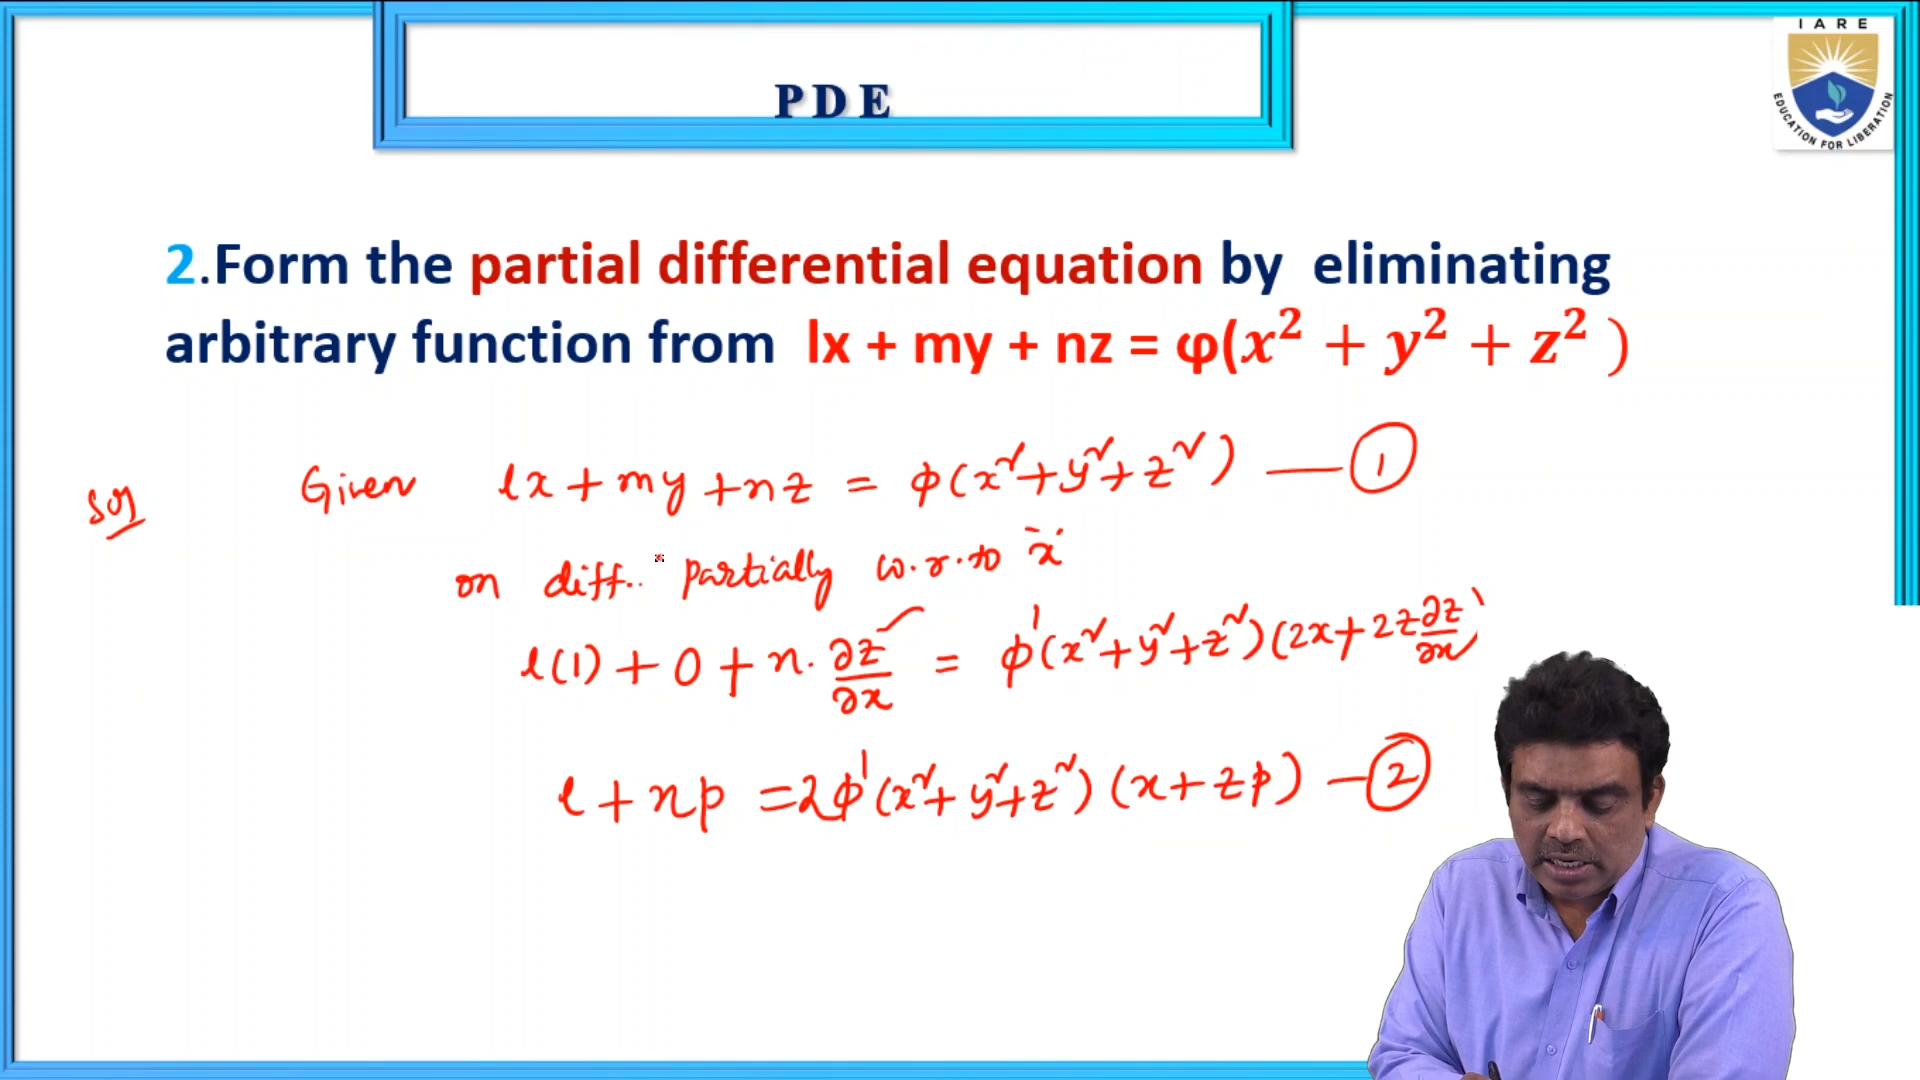 PDE
IARE
EDUCATION FOR LIBERATION
2.Form the partial differential equation by eliminating
arbitrary function from lx + my + nz = φ(x² + y² + z² )
Sol
Given lx + my + nz = ϕ(x²+y²+z²) — ①
on diff.. partially w.r.to 'x'
l(1) + 0 + n. ∂z/∂x = ϕ'(x²+y²+z²)(2x+2z ∂z/∂x)
l + np = 2ϕ'(x²+y²+z²)(x+zp) — ②